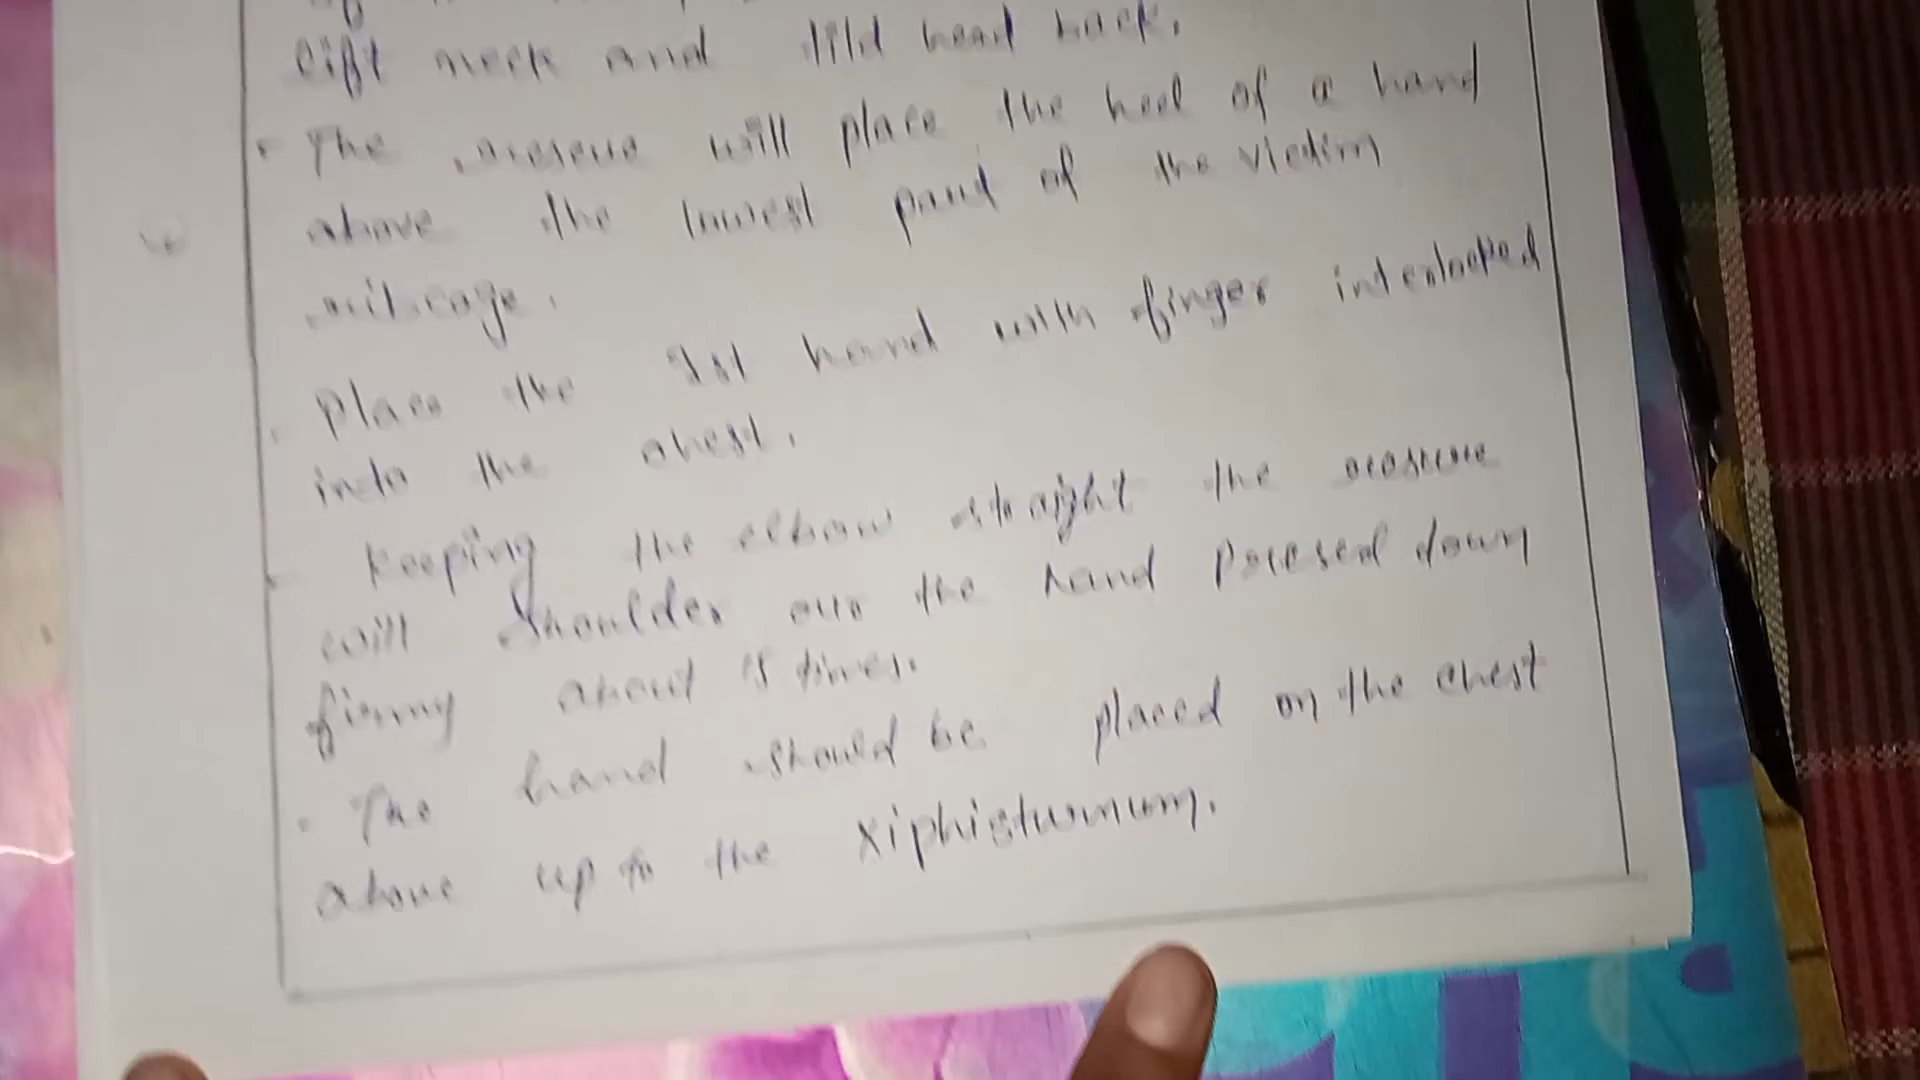 lift neck and tild head back.
The rescue will place the heel of a hand
above the lowest part of the victim
ribcage.
Place the 1st hand with finger interlocked
into the chest.
Keeping the elbow straight the rescue
will shoulder our the hand pressed down
firmy about 15 times.
The hand should be placed on the chest
above up to the xiphisturnum.